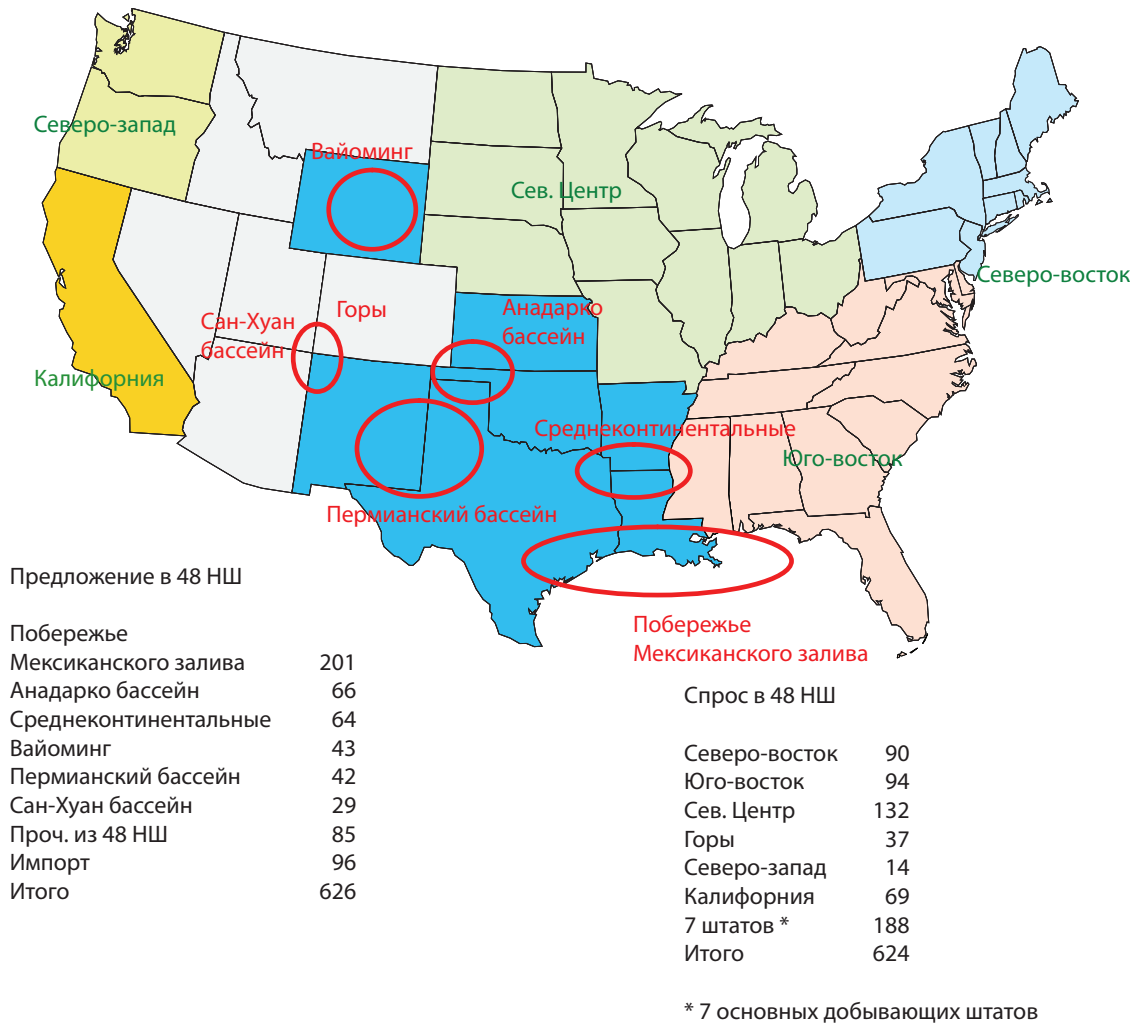 Северо-запад
Вайоминг
Сев. Центр
Северо-восток
Горы
Анадарко
бассейн
Сан-Хуан
бассейн
Калифорния
Среднеконтинентальные
Юго-восток
Пермианский бассейн
Побережье
Мексиканского залива
Предложение в 48 НШ
Побережье
Мексиканского залива 201
Анадарко бассейн 66
Среднеконтинентальные 64
Вайоминг 43
Пермианский бассейн 42
Сан-Хуан бассейн 29
Проч. из 48 НШ 85
Импорт 96
Итого 626
Спрос в 48 НШ
Северо-восток 90
Юго-восток 94
Сев. Центр 132
Горы 37
Северо-запад 14
Калифорния 69
7 штатов * 188
Итого 624
* 7 основных добывающих штатов